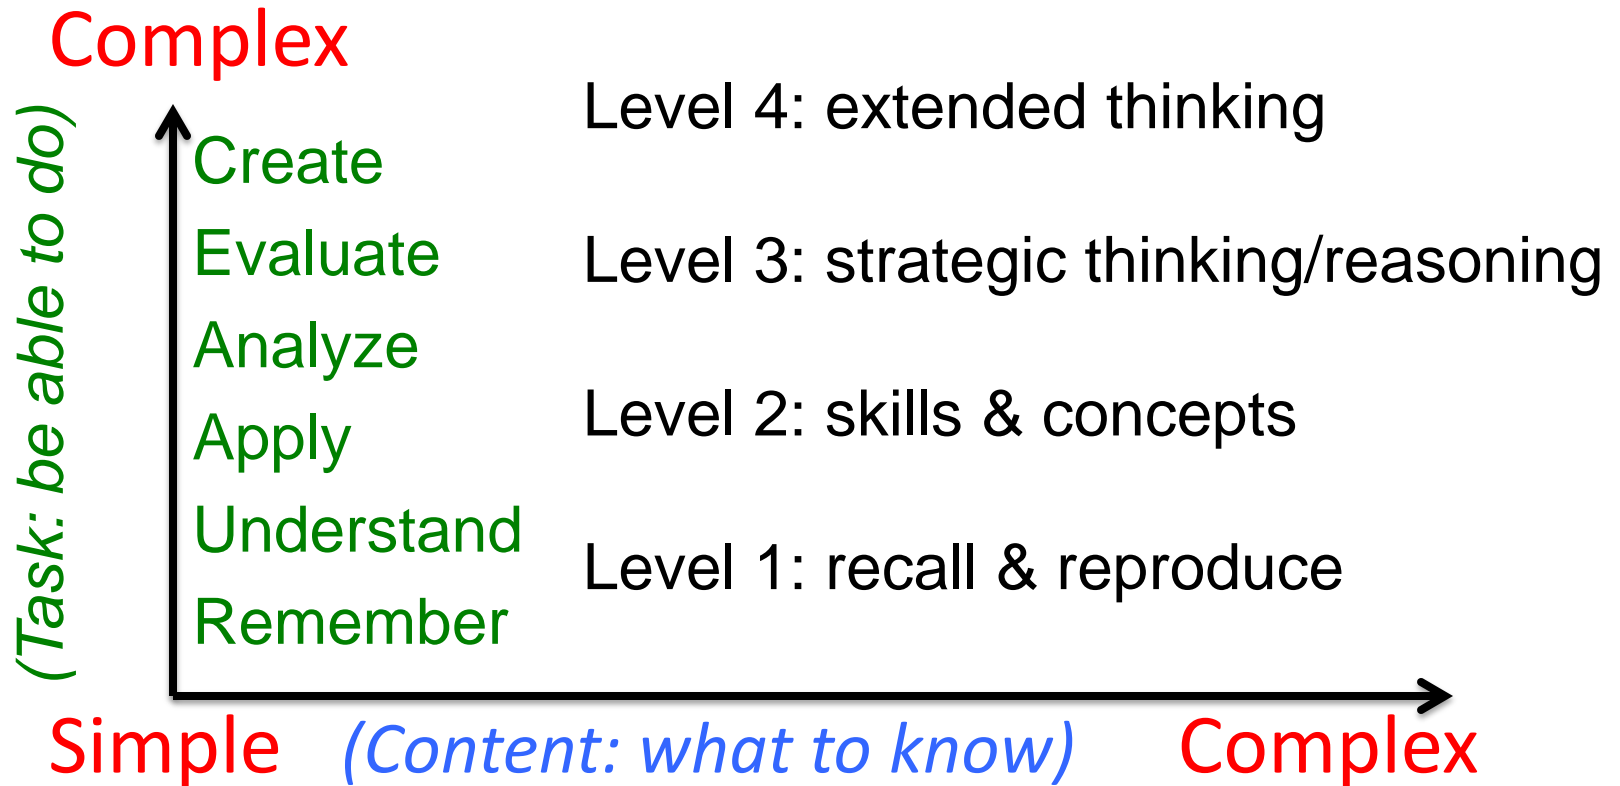 Complex
(Task: be able to do)
Create
Evaluate
Analyze
Apply
Understand
Remember
Level 4: extended thinking
Level 3: strategic thinking/reasoning
Level 2: skills & concepts
Level 1: recall & reproduce
Simple
(Content: what to know)
Complex